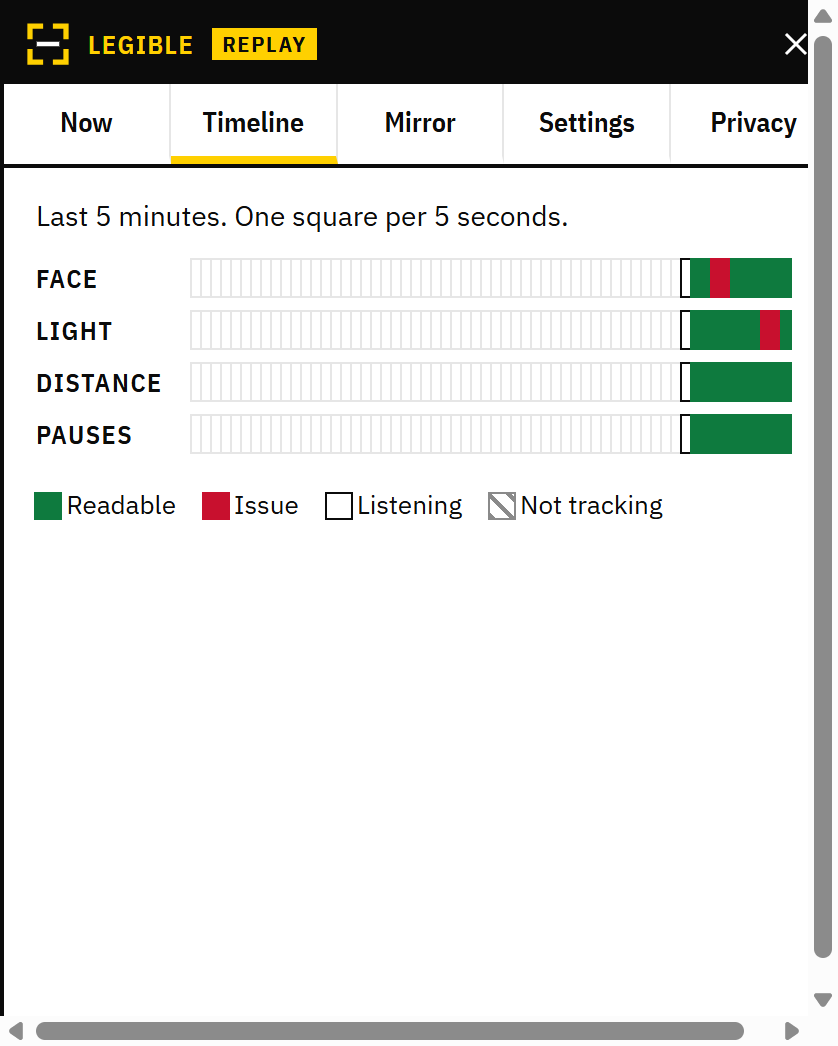 LEGIBLE REPLAY
Now Timeline Mirror Settings Privacy
Last 5 minutes. One square per 5 seconds.
FACE
LIGHT
DISTANCE
PAUSES
Readable Issue Listening Not tracking